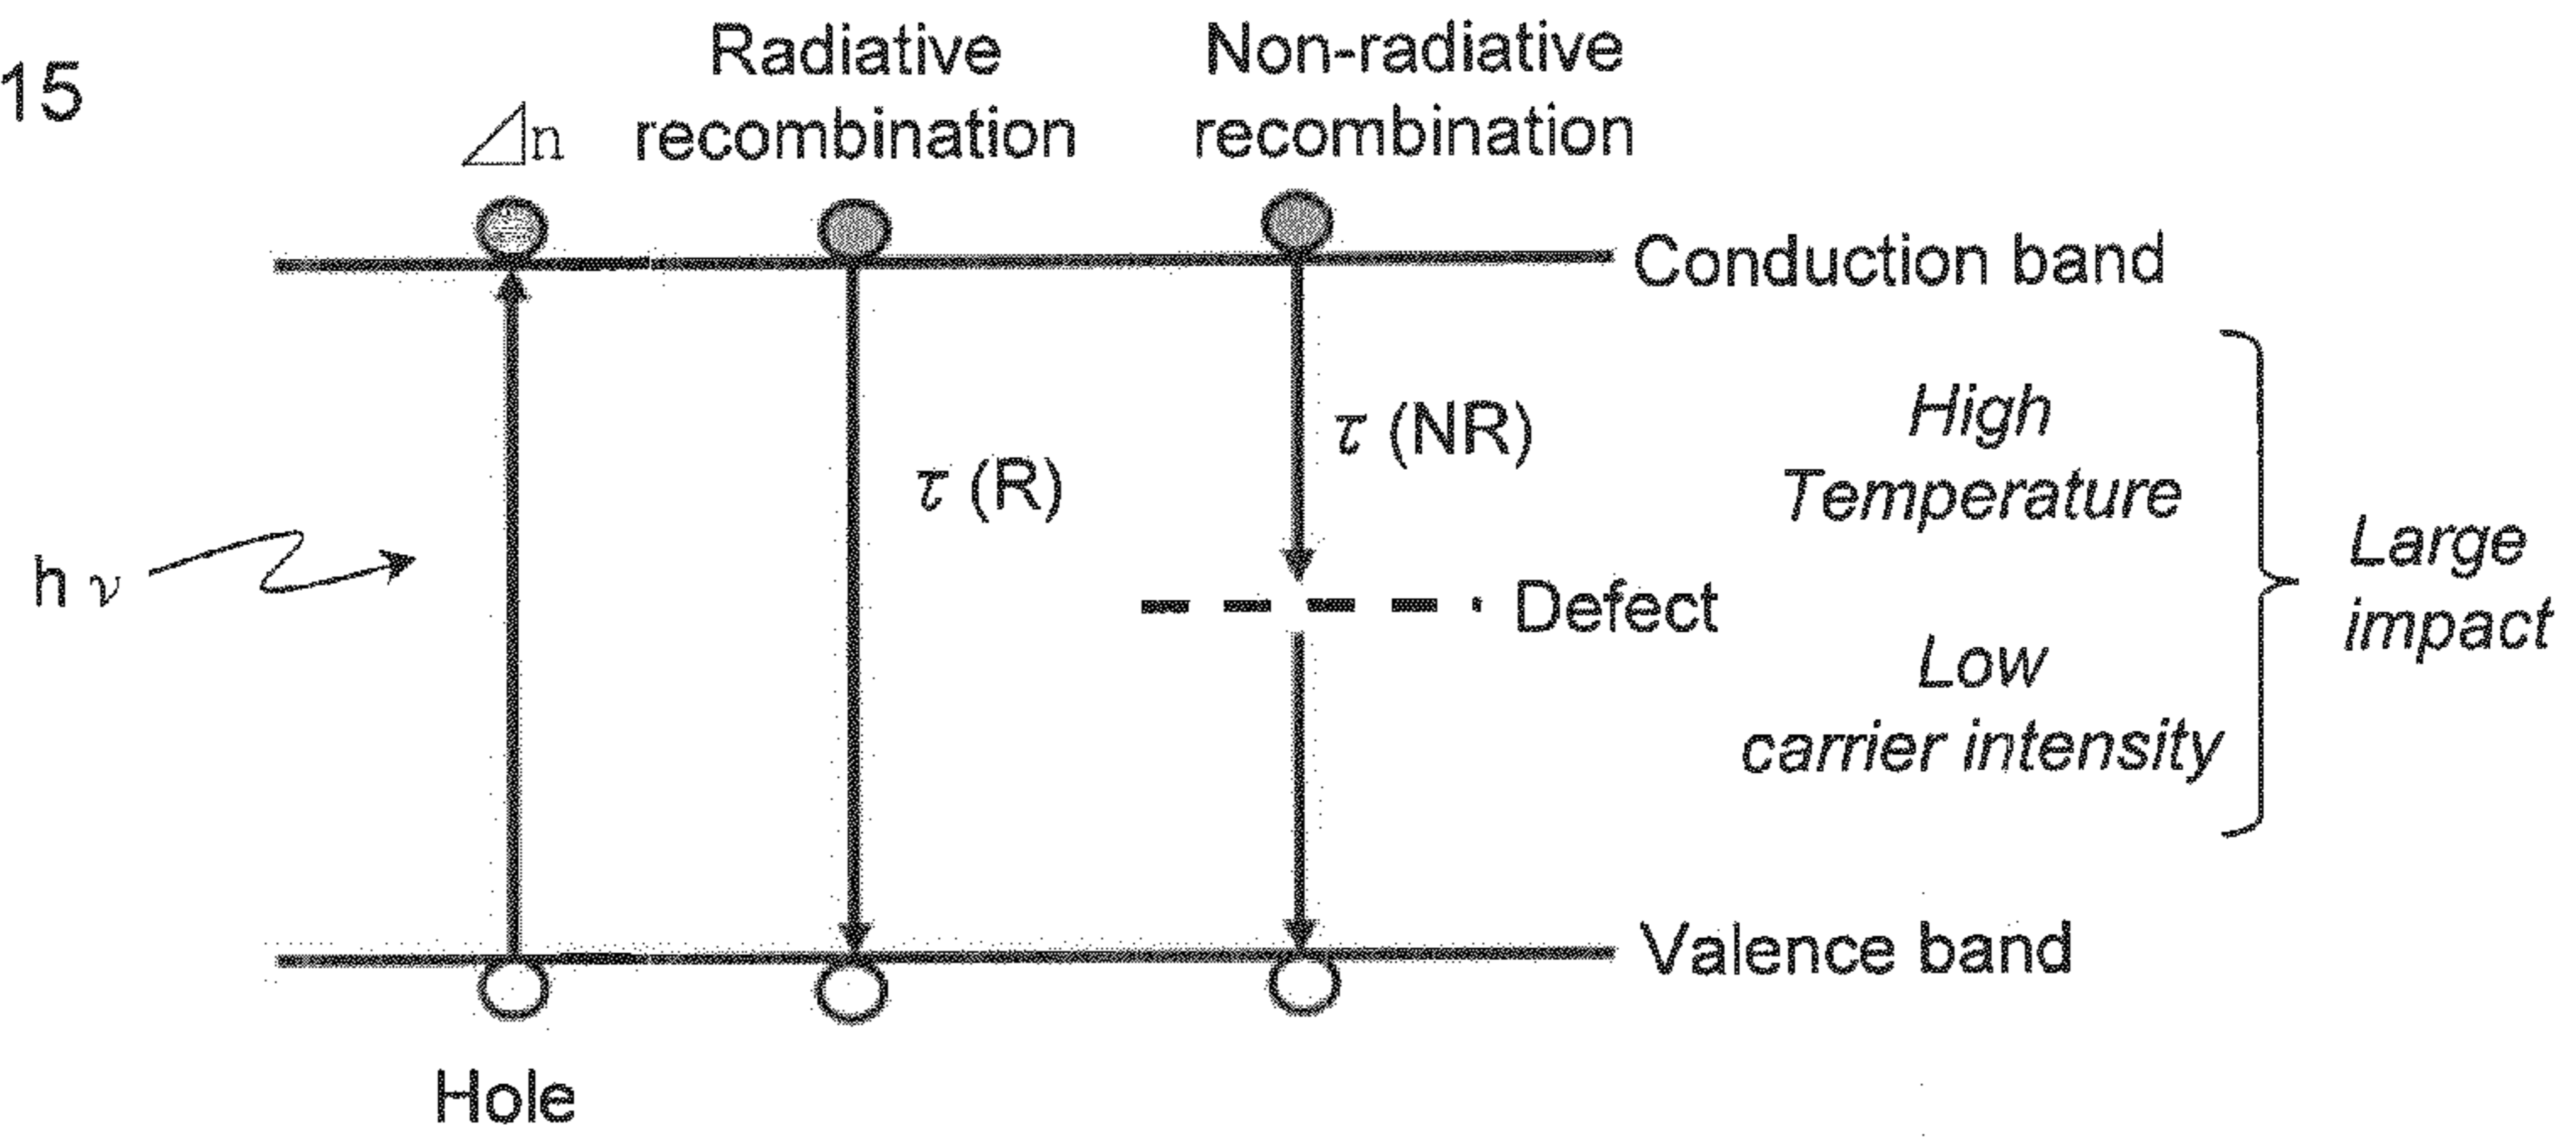 15
Radiative
recombination
Non-radiative
recombination
⊿n
Conduction band
hν
τ (R)
τ (NR)
High
Temperature
Defect
Low
carrier intensity
Large
impact
Valence band
Hole